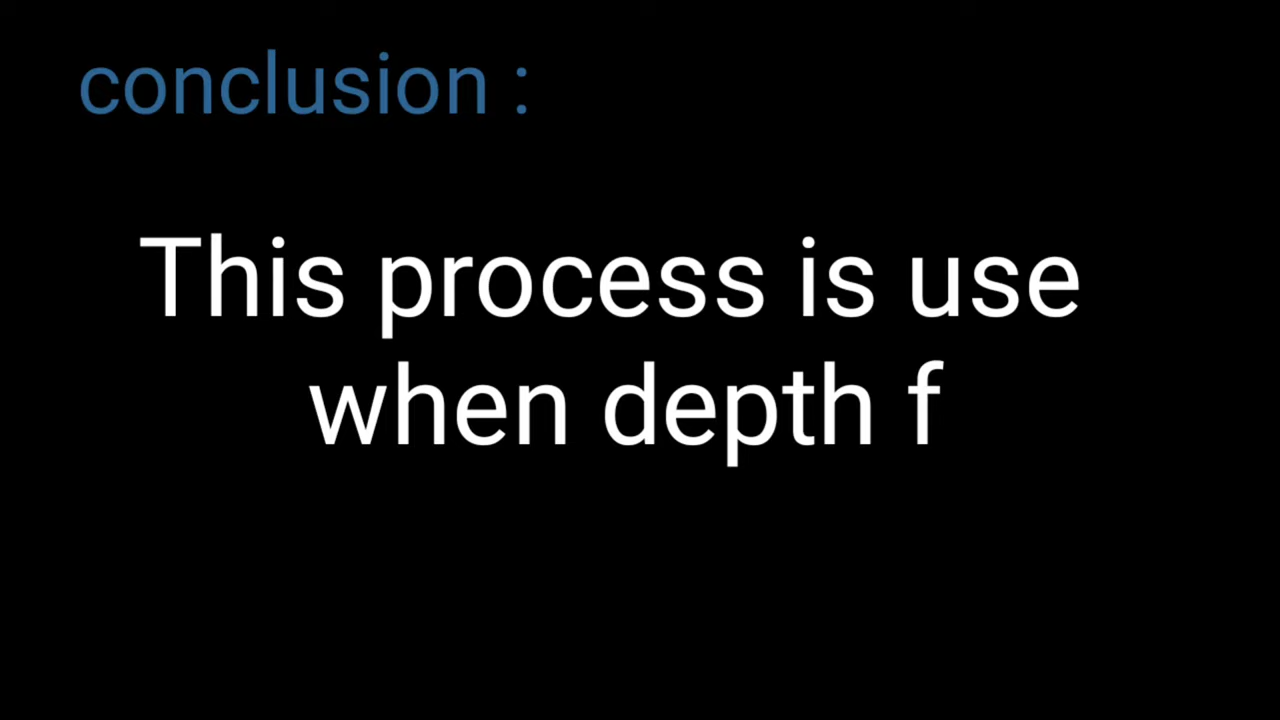 conclusion :
This process is use
when depth f